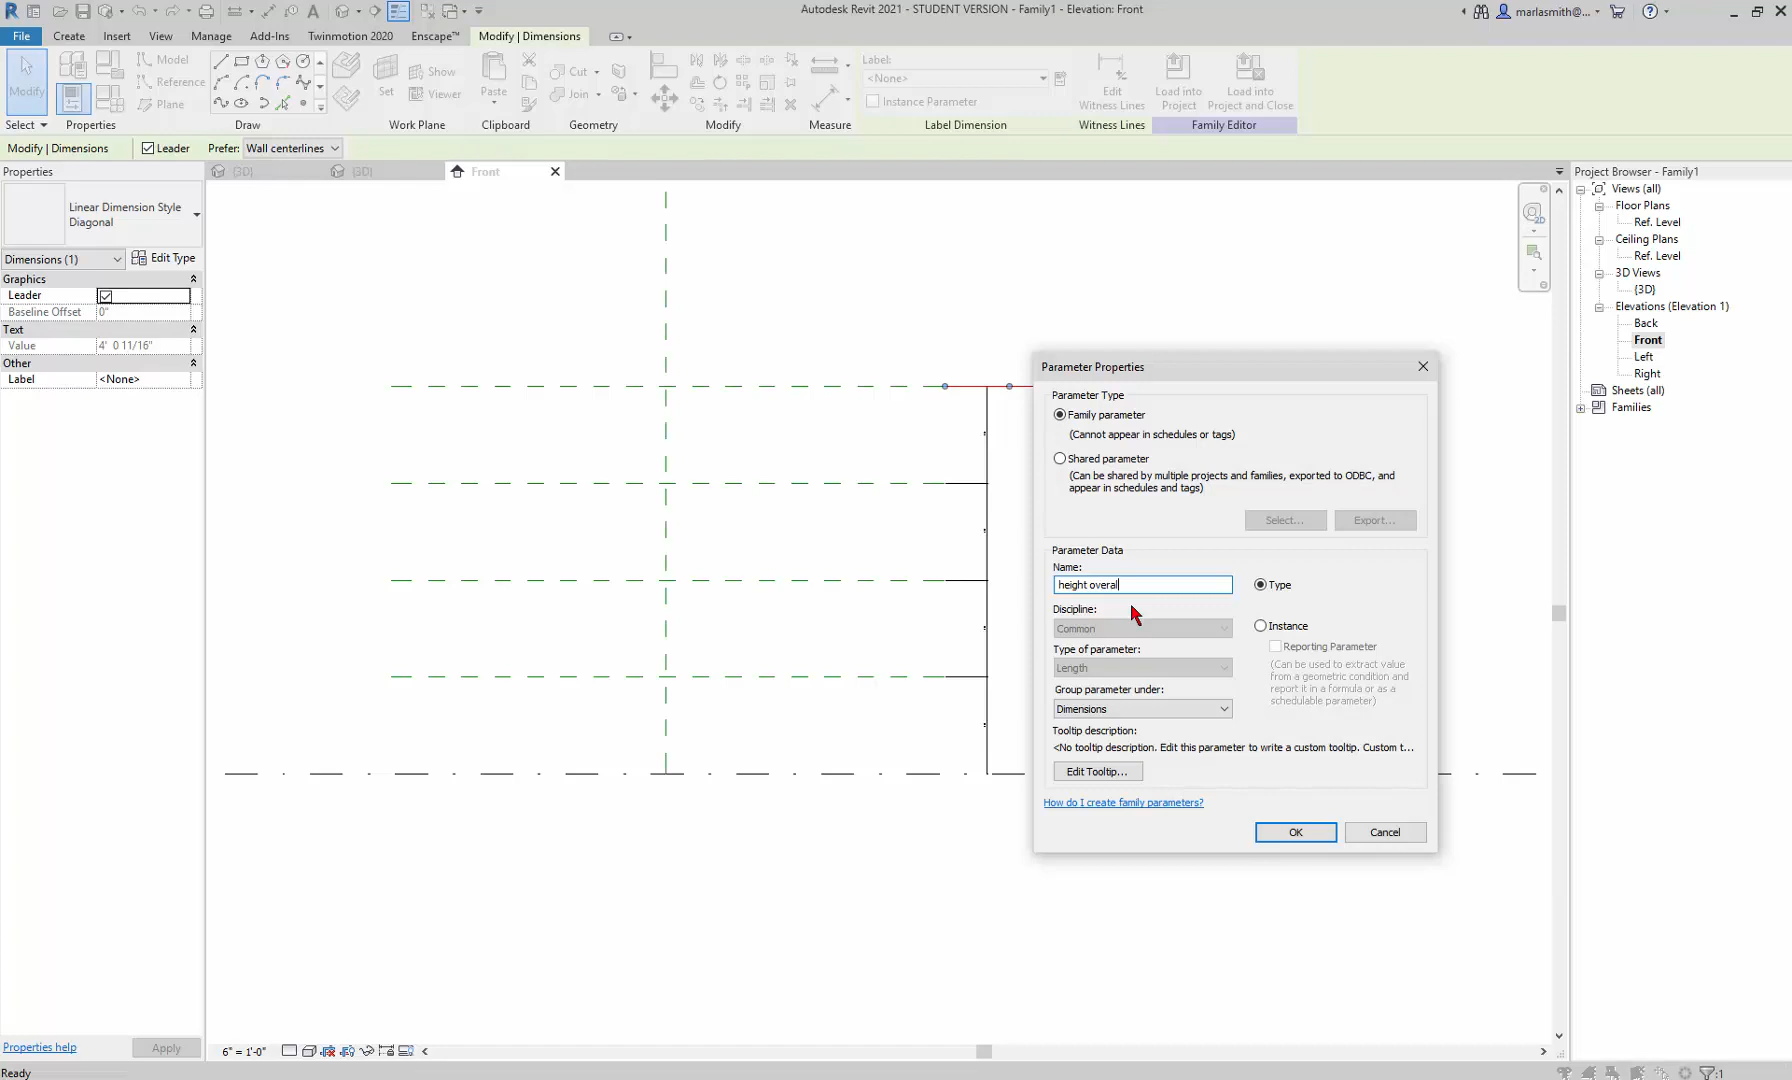 Autodesk Revit 2021 - STUDENT VERSION - Family1 - Elevation: Front
marlasmith@...
File Create Insert View Manage Add-Ins Twinmotion 2020 Enscape™ Modify | Dimensions
Modify
Select
Properties
Model
Reference
Plane
Draw
Set
Show
Viewer
Work Plane
Paste
Clipboard
Cut
Join
Geometry
Modify
Measure
Label:
<None>
Instance Parameter
Label Dimension
Edit
Witness Lines
Witness Lines
Load into
Project
Load into
Project and Close
Family Editor
Modify | Dimensions Leader Prefer: Wall centerlines
Properties
{3D} {3D} Front
Linear Dimension Style
Diagonal
Dimensions (1) Edit Type
Graphics
Leader
Baseline Offset 0"
Text
Value 4' 0 11/16"
Other
Label <None>
Properties help Apply
2D
Parameter Properties
Parameter Type
Family parameter
(Cannot appear in schedules or tags)
Shared parameter
(Can be shared by multiple projects and families, exported to ODBC, and
appear in schedules and tags)
Select... Export...
Parameter Data
Name:
height overal
Type
Discipline:
Common
Instance
Reporting Parameter
(Can be used to extract value
from a geometric condition and
report it in a formula or as a
schedulable parameter)
Type of parameter:
Length
Group parameter under:
Dimensions
Tooltip description:
<No tooltip description. Edit this parameter to write a custom tooltip. Custom t...
Edit Tooltip...
How do I create family parameters?
OK Cancel
Project Browser - Family1
Views (all)
Floor Plans
Ref. Level
Ceiling Plans
Ref. Level
3D Views
{3D}
Elevations (Elevation 1)
Back
Front
Left
Right
Sheets (all)
Families
6" = 1'-0"
Ready
:1